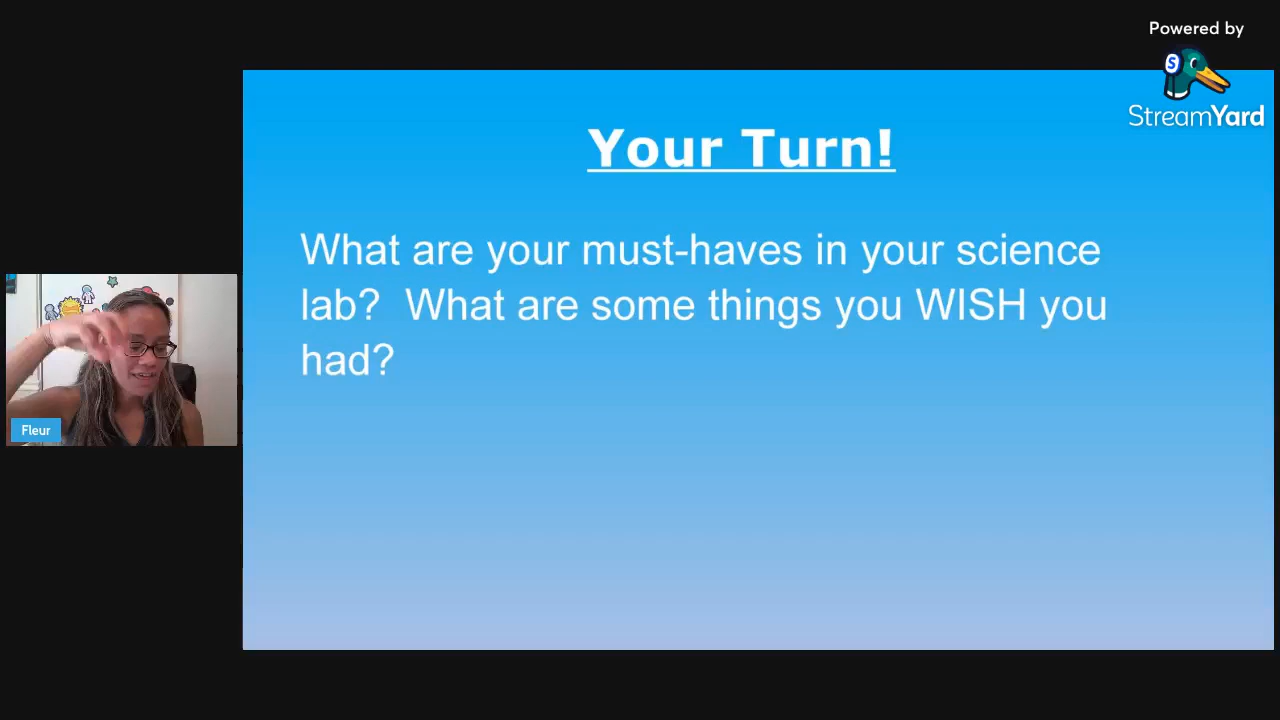 Powered by
StreamYard
Your Turn!
What are your must-haves in your science
lab?  What are some things you WISH you
had?
Fleur